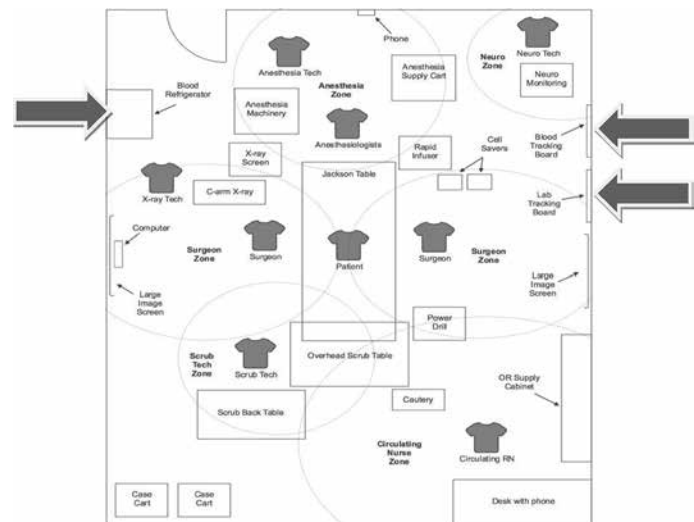 Phone
Neuro Tech
Neuro
Zone
Anesthesia Tech
Anesthesia
Supply Cart
Neuro
Monitoring
Blood
Refrigerator
Anesthesia
Zone
Anesthesia
Machinery
Anesthesiologists
Cell
Savers
Blood
Tracking
Board
X-ray
Screen
Rapid
Infuser
Jackson Table
X-ray Tech
C-arm X-ray
Lab
Tracking
Board
Computer
Surgeon
Zone
Surgeon
Patient
Surgeon
Surgeon
Zone
Large
Image
Screen
Large
Image
Screen
Power
Drill
Scrub
Tech
Zone
Scrub Tech
Overhead Scrub Table
OR Supply
Cabinet
Scrub Back Table
Cautery
Circulating
Nurse
Zone
Circulating RN
Case
Cart
Case
Cart
Desk with phone